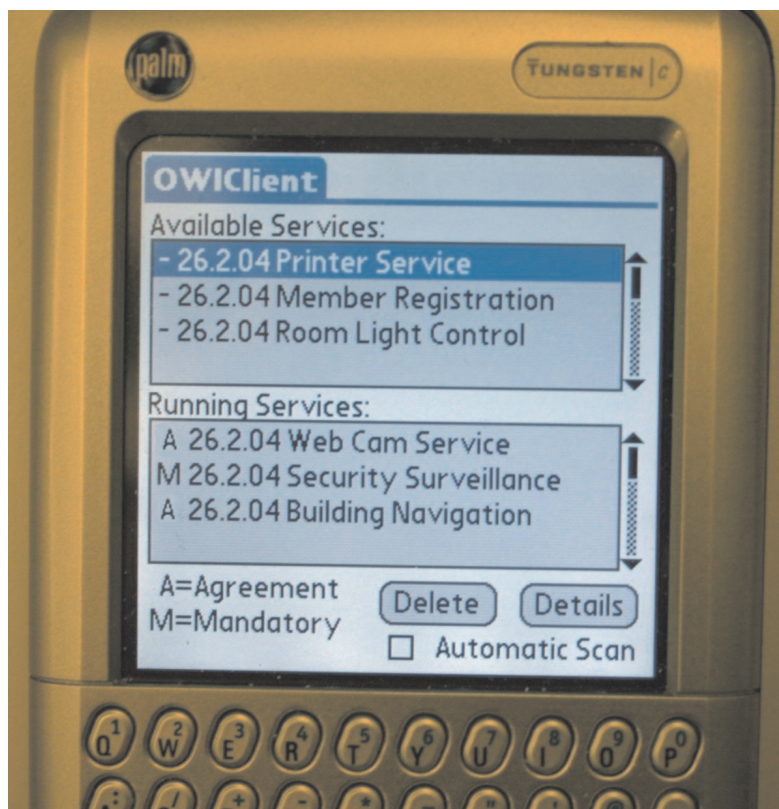 palm
TUNGSTEN | C
OWIClient
Available Services:
- 26.2.04 Printer Service
- 26.2.04 Member Registration
- 26.2.04 Room Light Control
Running Services:
A 26.2.04 Web Cam Service
M 26.2.04 Security Surveillance
A 26.2.04 Building Navigation
A=Agreement
Delete Details
M=Mandatory
Automatic Scan
Q 1 W 2 E 3 R 4 T 5 Y 6 U 7 I 8 O 9 P 0